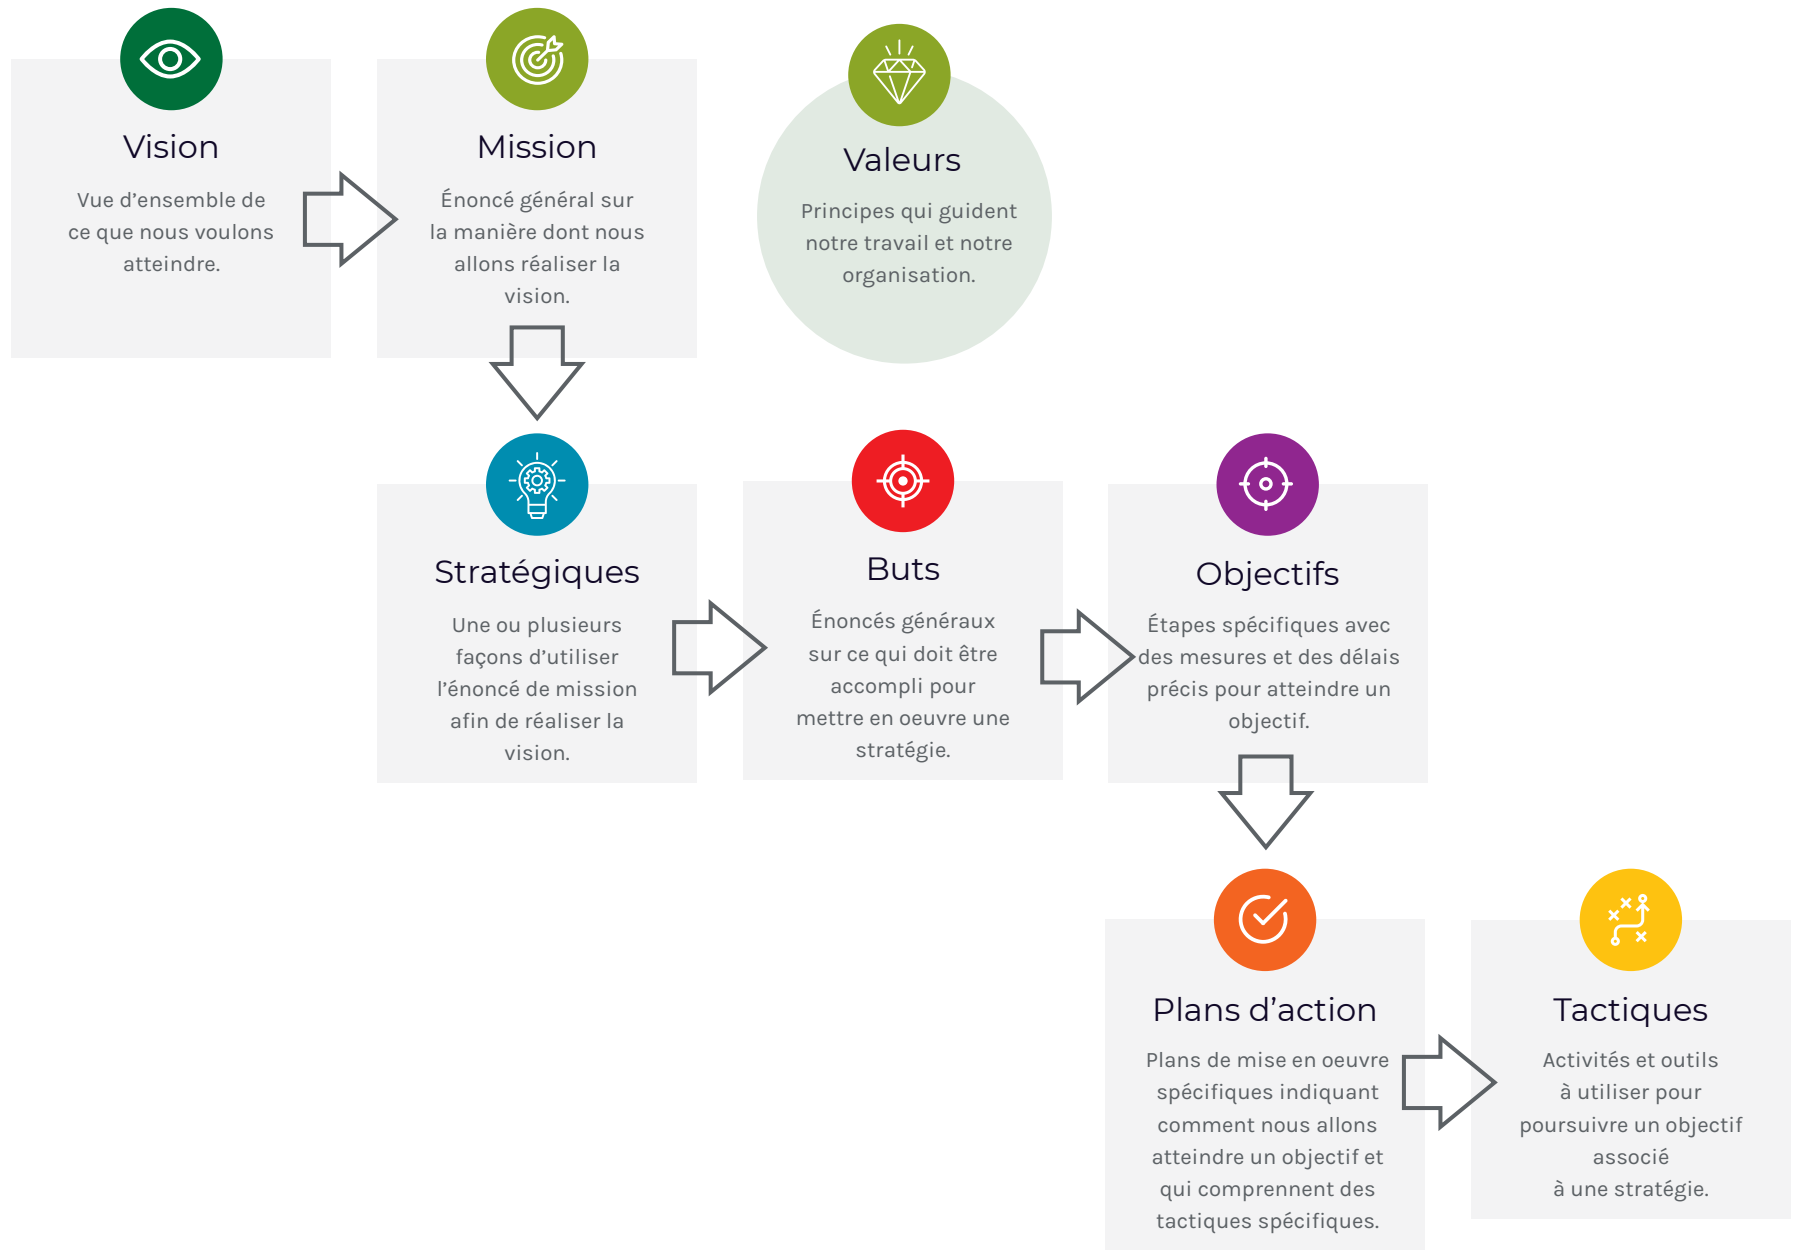 Vision
Vue d’ensemble de
ce que nous voulons
atteindre.
Mission
Énoncé général sur
la manière dont nous
allons réaliser la
vision.
Valeurs
Principes qui guident
notre travail et notre
organisation.
Stratégiques
Une ou plusieurs
façons d’utiliser
l’énoncé de mission
afin de réaliser la
vision.
Buts
Énoncés généraux
sur ce qui doit être
accompli pour
mettre en oeuvre une
stratégie.
Objectifs
Étapes spécifiques avec
des mesures et des délais
précis pour atteindre un
objectif.
Plans d’action
Plans de mise en oeuvre
spécifiques indiquant
comment nous allons
atteindre un objectif et
qui comprennent des
tactiques spécifiques.
Tactiques
Activités et outils
à utiliser pour
poursuivre un objectif
associé
à une stratégie.